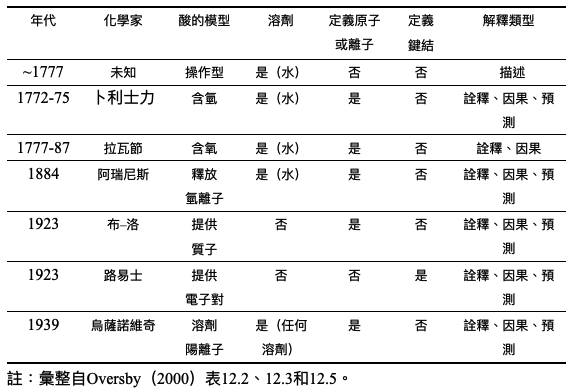 年代 化學家 酸的模型 溶劑 定義原子 定義 解釋類型
或離子 鍵結
~1777 未知 操作型 是（水） 否 否 描述
1772-75 卜利士力 含氫 是（水） 是 否 詮釋、因果、預
測
1777-87 拉瓦節 含氧 是（水） 是 否 詮釋、因果
1884 阿瑞尼斯 釋放 是（水） 是 否 詮釋、因果、預
氫離子 測
1923 布–洛 提供 否 是 否 詮釋、因果、預
質子 測
1923 路易士 提供 否 否 是 詮釋、因果、預
電子對 測
1939 烏薩諾維奇 溶劑 是（任何 是 否 詮釋、因果、預
陽離子 溶劑） 測
註：彙整自Oversby（2000）表12.2、12.3和12.5。